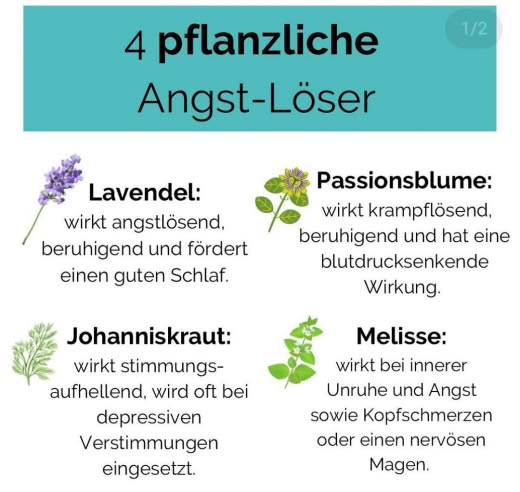 4 pflanzliche
1/2
Angst-Löser
Lavendel:
wirkt angstlösend,
beruhigend und fördert
einen guten Schlaf.
Passionsblume:
wirkt krampflösend,
beruhigend und hat eine
blutdrucksenkende
Wirkung.
Johanniskraut:
wirkt stimmungs-
aufhellend, wird oft bei
depressiven
Verstimmungen
eingesetzt.
Melisse:
wirkt bei innerer
Unruhe und Angst
sowie Kopfschmerzen
oder einen nervösen
Magen.